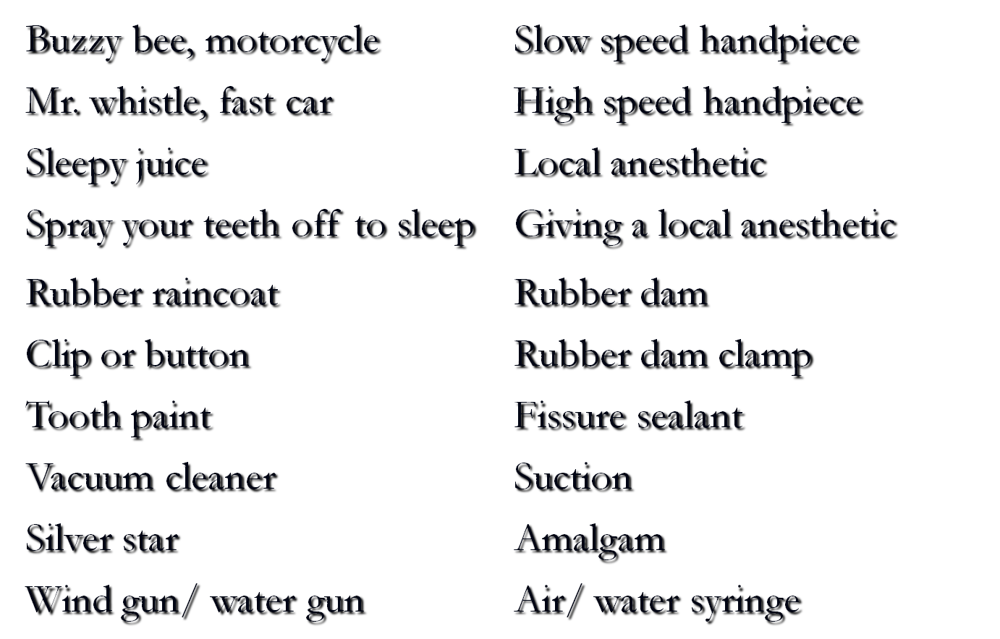 Buzzy bee, motorcycle Slow speed handpiece
Mr. whistle, fast car High speed handpiece
Sleepy juice Local anesthetic
Spray your teeth off to sleep Giving a local anesthetic
Rubber raincoat Rubber dam
Clip or button Rubber dam clamp
Tooth paint Fissure sealant
Vacuum cleaner Suction
Silver star Amalgam
Wind gun/ water gun Air/ water syringe